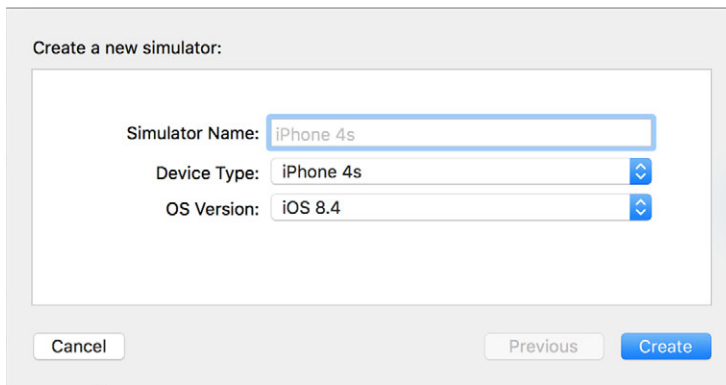 Create a new simulator:
Simulator Name: iPhone 4s
Device Type: iPhone 4s
OS Version: iOS 8.4
Cancel Previous Create